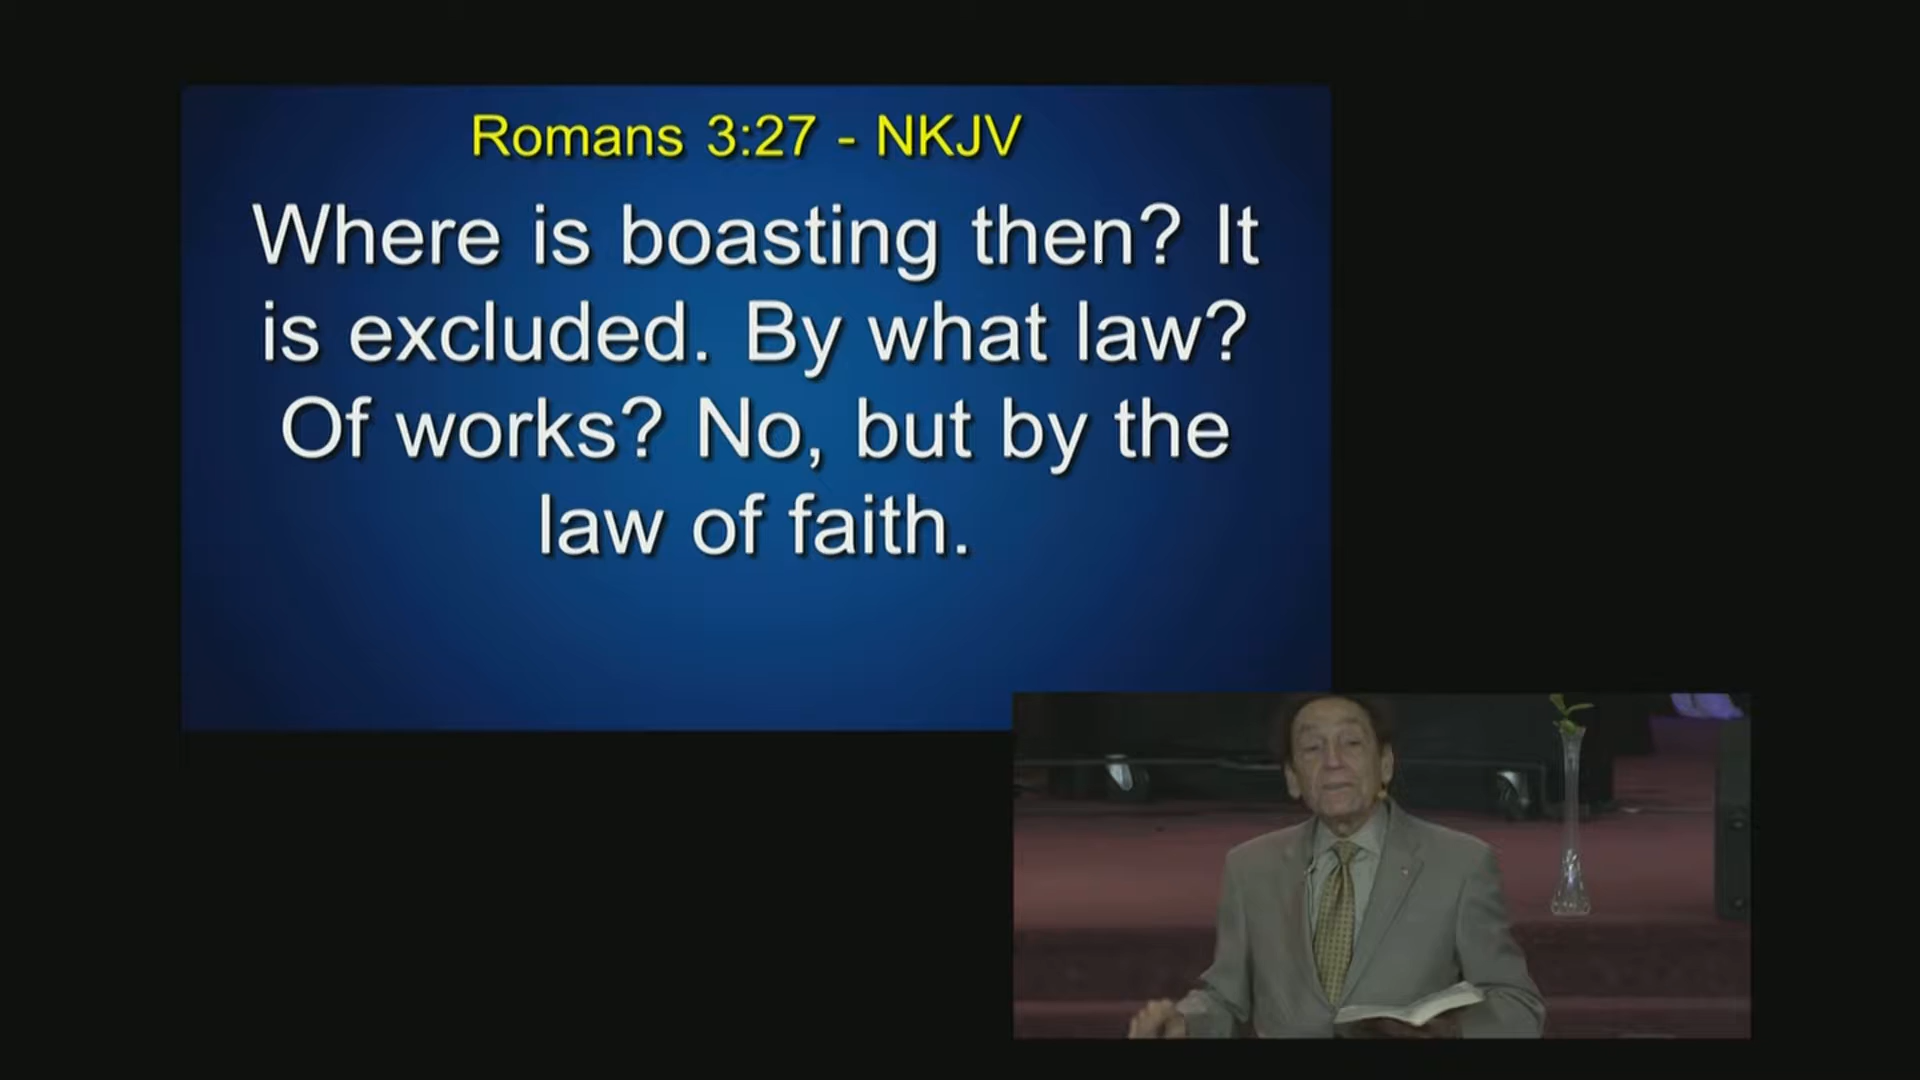 Romans 3:27 - NKJV
Where is boasting then? It
is excluded. By what law?
Of works? No, but by the
law of faith.